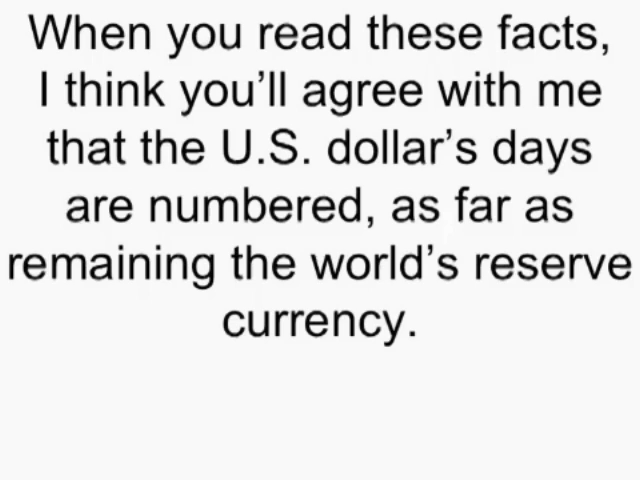 When you read these facts,
I think you’ll agree with me
that the U.S. dollar’s days
are numbered, as far as
remaining the world’s reserve
currency.